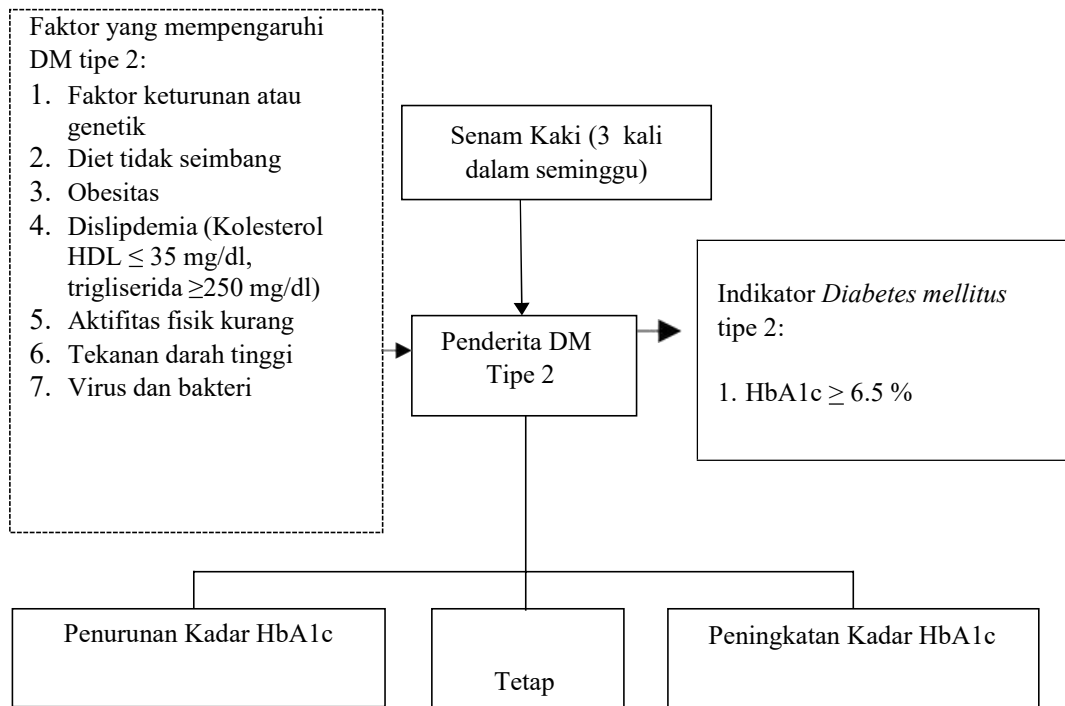 Faktor yang mempengaruhi
DM tipe 2:
1. Faktor keturunan atau
genetik
2. Diet tidak seimbang
3. Obesitas
4. Dislipdemia (Kolesterol
HDL ≤ 35 mg/dl,
trigliserida ≥250 mg/dl)
5. Aktifitas fisik kurang
6. Tekanan darah tinggi
7. Virus dan bakteri
Senam Kaki (3 kali
dalam seminggu)
Penderita DM
Tipe 2
Indikator Diabetes mellitus
tipe 2:
1. HbA1c ≥ 6.5 %
Penurunan Kadar HbA1c
Tetap
Peningkatan Kadar HbA1c